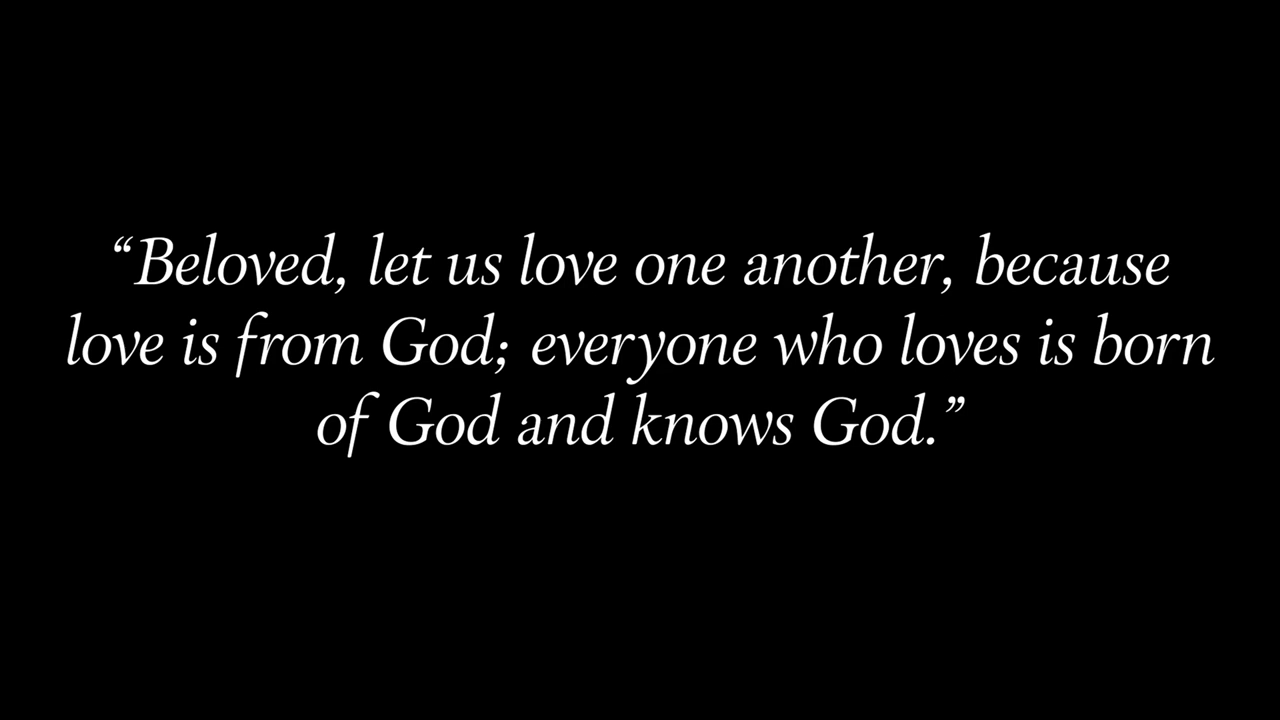 “Beloved, let us love one another, because
love is from God; everyone who loves is born
of God and knows God.”